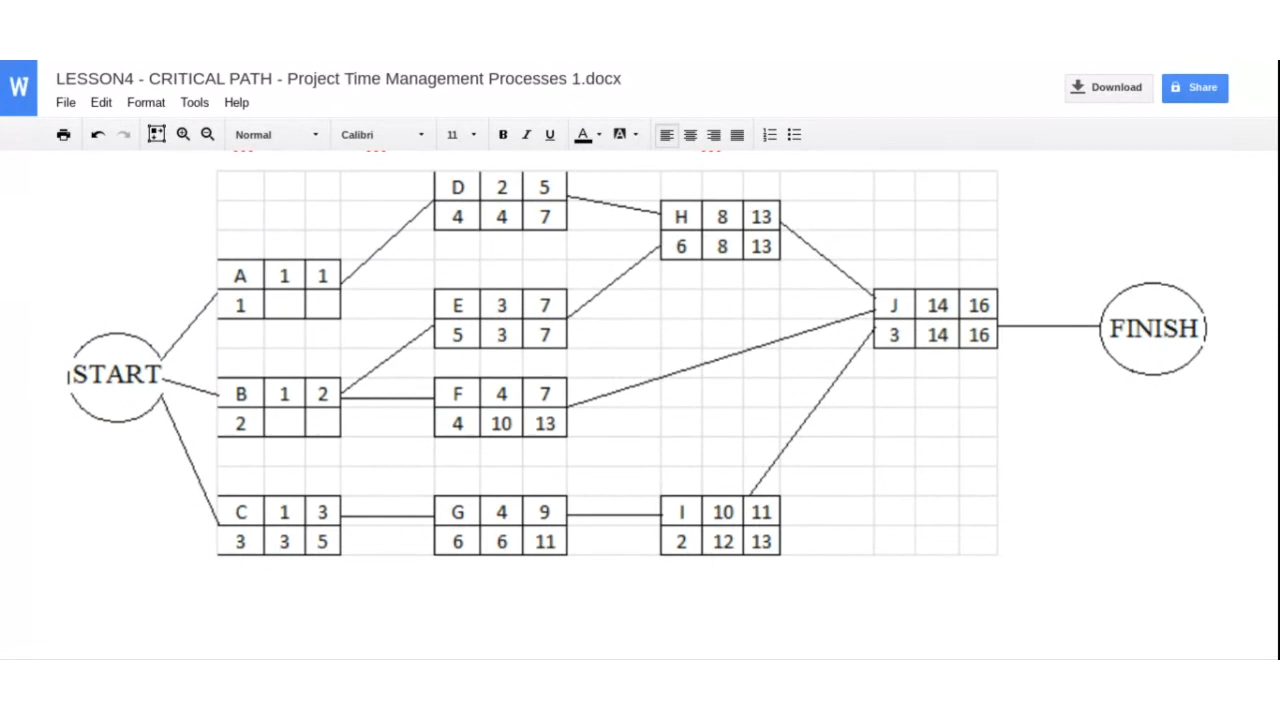 W
LESSON4 - CRITICAL PATH - Project Time Management Processes 1.docx
Download
Share
File Edit Format Tools Help
Normal Calibri 11 B I U A A
D 2 5
4 4 7
H 8 13
6 8 13
A 1 1
1
E 3 7
5 3 7
J 14 16
3 14 16
FINISH
START
B 1 2
2
F 4 7
4 10 13
C 1 3
3 3 5
G 4 9
6 6 11
I 10 11
2 12 13